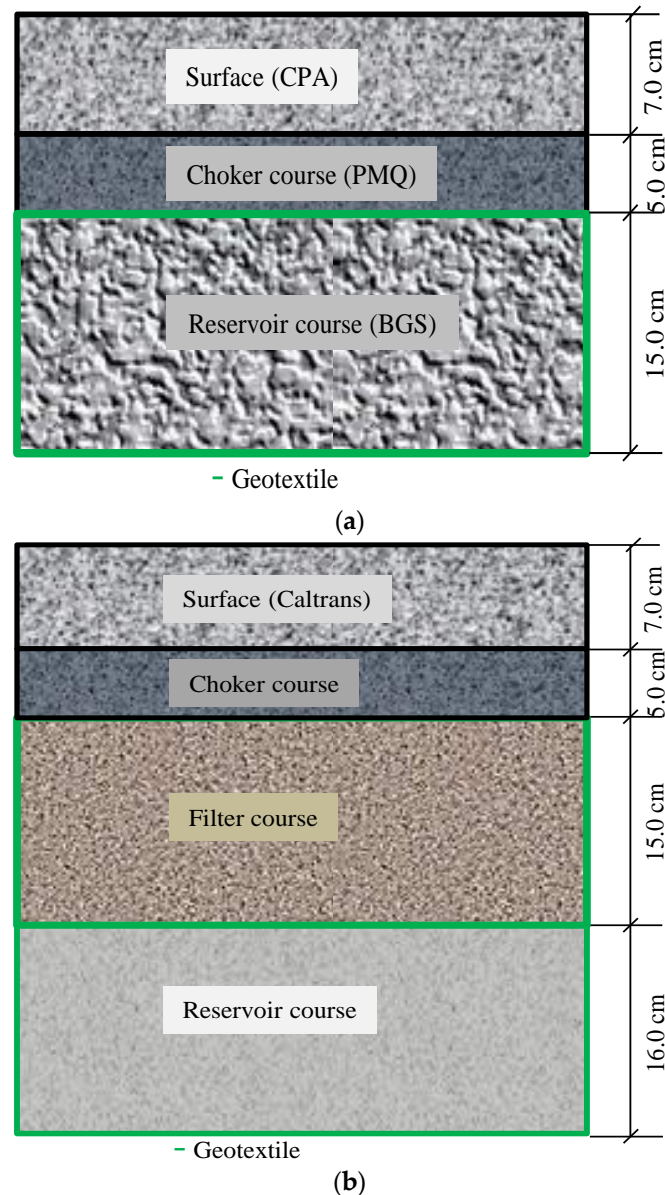 Surface (CPA)
7.0 cm
Choker course (PMQ)
5.0 cm
Reservoir course (BGS)
15.0 cm
Geotextile
(a)
Surface (Caltrans)
7.0 cm
Choker course
5.0 cm
Filter course
15.0 cm
Reservoir course
16.0 cm
Geotextile
(b)